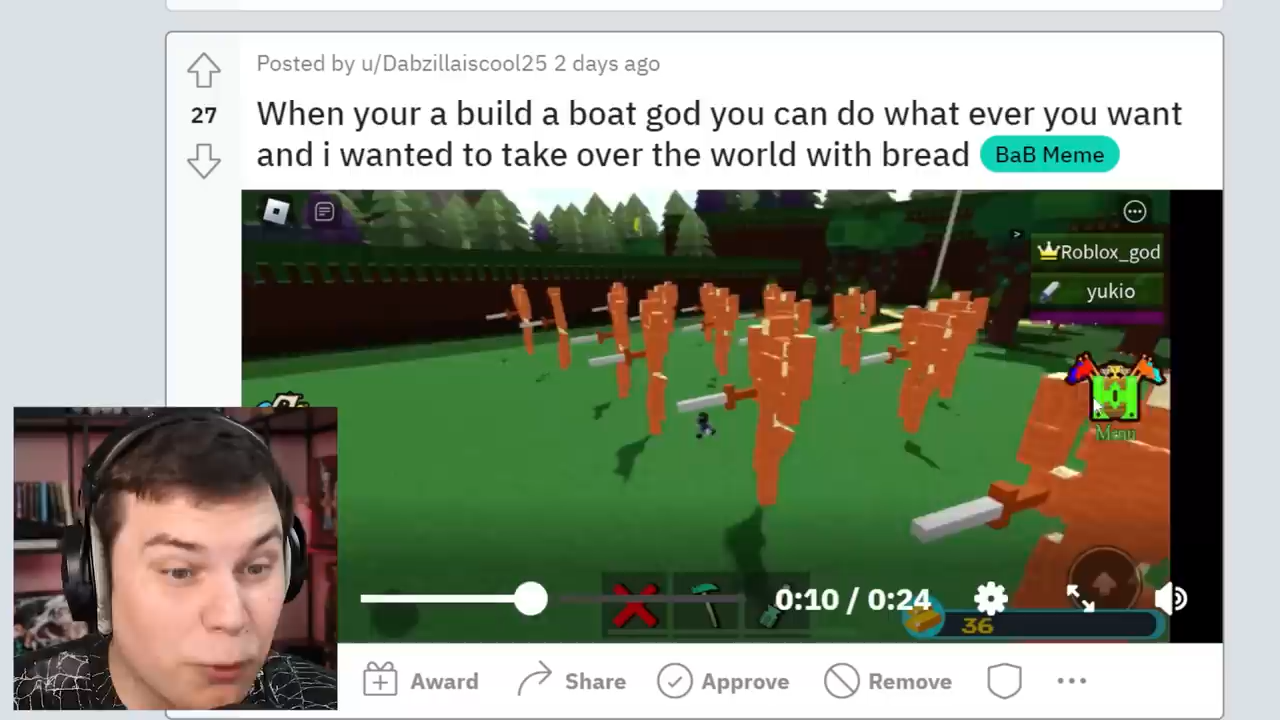 Posted by u/Dabzillaiscool25 2 days ago
27
When your a build a boat god you can do what ever you want
and i wanted to take over the world with bread BaB Meme
>
Roblox_god
yukio
Menu
0:10 / 0:24
36
Award
Share
Approve
Remove